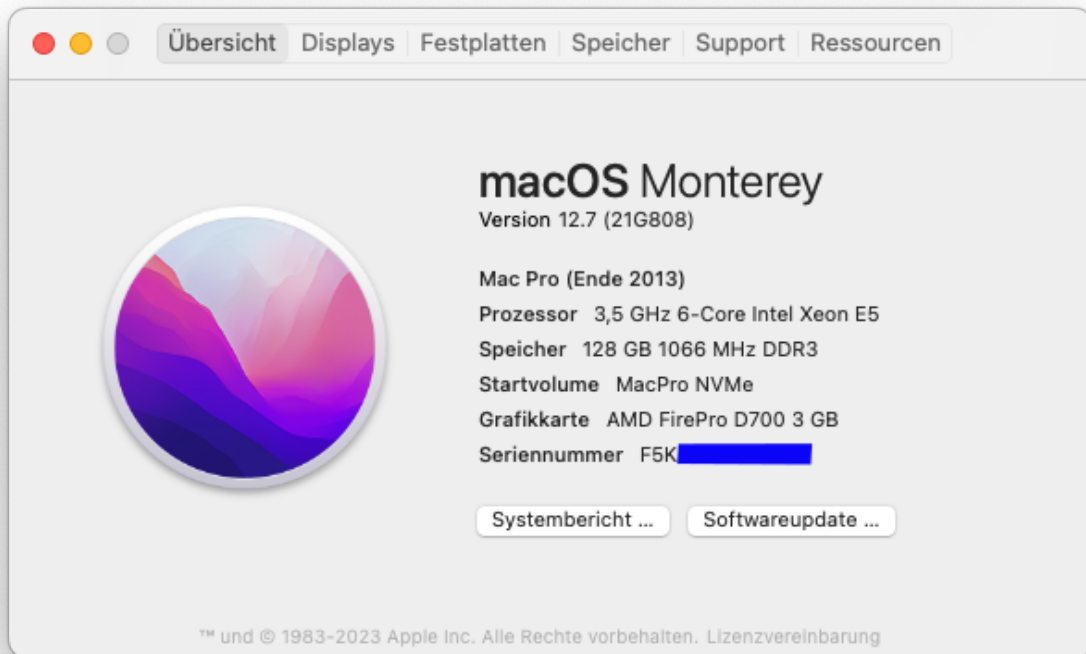 Übersicht Displays Festplatten Speicher Support Ressourcen
macOS Monterey
Version 12.7 (21G808)
Mac Pro (Ende 2013)
Prozessor 3,5 GHz 6-Core Intel Xeon E5
Speicher 128 GB 1066 MHz DDR3
Startvolume MacPro NVMe
Grafikkarte AMD FirePro D700 3 GB
Seriennummer F5K
Systembericht ... Softwareupdate ...
™ und © 1983-2023 Apple Inc. Alle Rechte vorbehalten. Lizenzvereinbarung